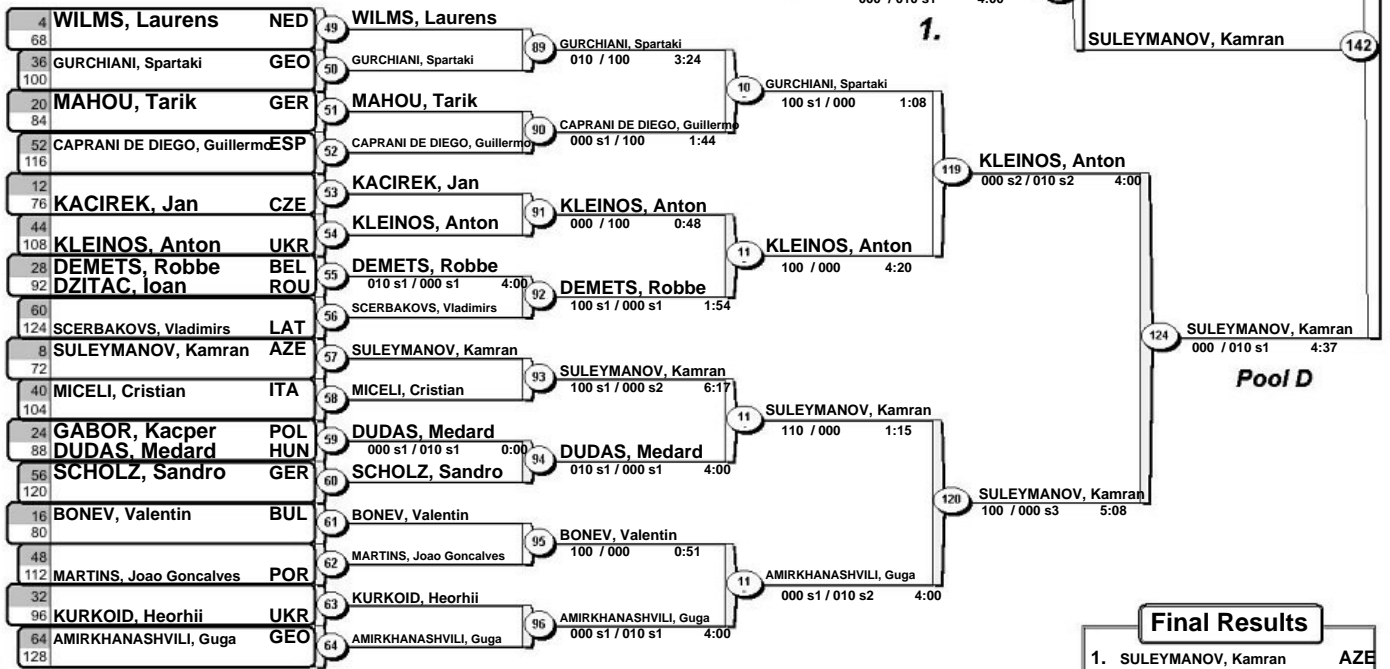 000 / 010 s1 4:00
1.
SULEYMANOV, Kamran
142
4 WILMS, Laurens NED
68
36 GURCHIANI, Spartaki GEO
100
20 MAHOU, Tarik GER
84
52 CAPRANI DE DIEGO, Guillermo ESP
116
12
76 KACIREK, Jan CZE
44
108 KLEINOS, Anton UKR
28 DEMETS, Robbe BEL
92 DZITAC, Ioan ROU
60
124 SCERBAKOVS, Vladimirs LAT
8 SULEYMANOV, Kamran AZE
72
40 MICELI, Cristian ITA
104
24 GABOR, Kacper POL
88 DUDAS, Medard HUN
56 SCHOLZ, Sandro GER
120
16 BONEV, Valentin BUL
80
48
112 MARTINS, Joao Goncalves POR
32
96 KURKOID, Heorhii UKR
64 AMIRKHANASHVILI, Guga GEO
128
49 WILMS, Laurens
50 GURCHIANI, Spartaki
51 MAHOU, Tarik
52 CAPRANI DE DIEGO, Guillermo
53 KACIREK, Jan
54 KLEINOS, Anton
55 DEMETS, Robbe
010 s1 / 000 s1 4:00
56 SCERBAKOVS, Vladimirs
57 SULEYMANOV, Kamran
58 MICELI, Cristian
59 DUDAS, Medard
000 s1 / 010 s1 0:00
60 SCHOLZ, Sandro
61 BONEV, Valentin
62 MARTINS, Joao Goncalves
63 KURKOID, Heorhii
64 AMIRKHANASHVILI, Guga
89 GURCHIANI, Spartaki
010 / 100 3:24
90 CAPRANI DE DIEGO, Guillermo
000 s1 / 100 1:44
91 KLEINOS, Anton
000 / 100 0:48
92 DEMETS, Robbe
100 s1 / 000 s1 1:54
93 SULEYMANOV, Kamran
100 s1 / 000 s2 6:17
94 DUDAS, Medard
010 s1 / 000 s1 4:00
95 BONEV, Valentin
100 / 000 0:51
96 AMIRKHANASHVILI, Guga
000 s1 / 010 s1 4:00
10 GURCHIANI, Spartaki
100 s1 / 000 1:08
11 KLEINOS, Anton
100 / 000 4:20
11 SULEYMANOV, Kamran
110 / 000 1:15
11 AMIRKHANASHVILI, Guga
000 s1 / 010 s2 4:00
119 KLEINOS, Anton
000 s2 / 010 s2 4:00
120 SULEYMANOV, Kamran
100 / 000 s3 5:08
124 SULEYMANOV, Kamran
000 / 010 s1 4:37
Pool D
Final Results
1. SULEYMANOV, Kamran AZE